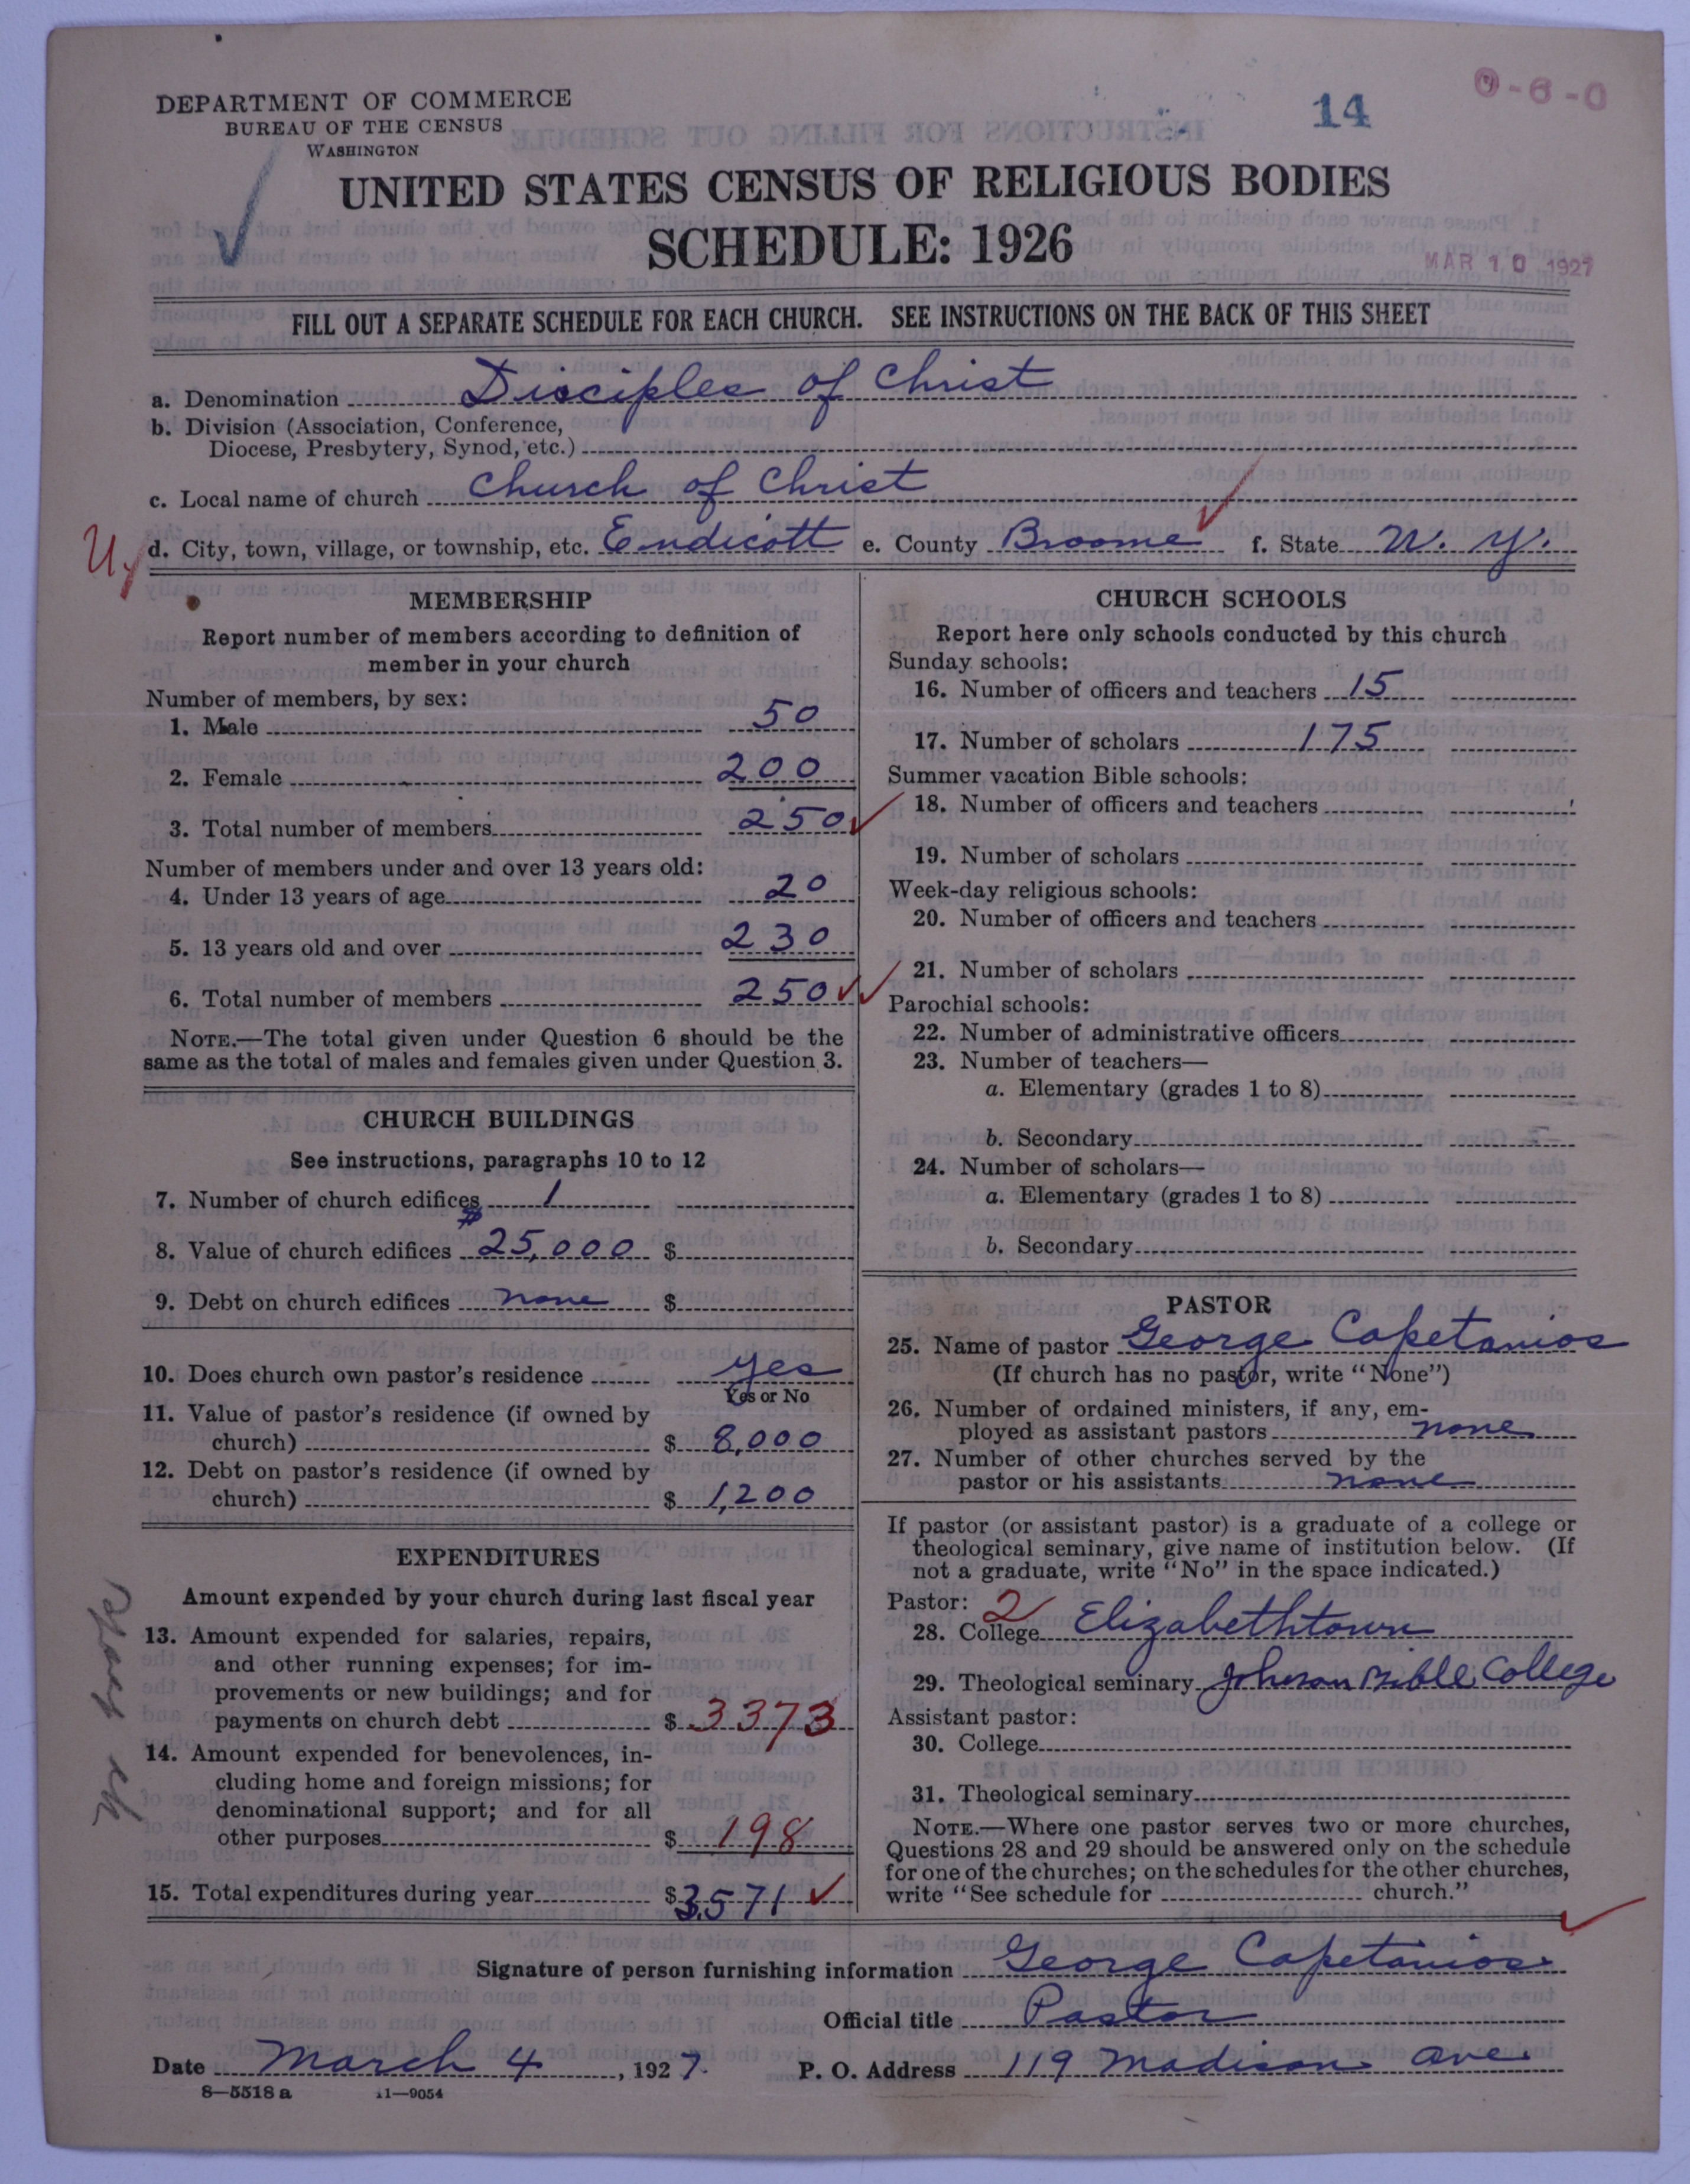 DEPARTMENT OF COMMERCE
BUREAU OF THE CENSUS
WASHINGTON
14
0-6-0
UNITED STATES CENSUS OF RELIGIOUS BODIES
SCHEDULE: 1926
MAR 10 1927
FILL OUT A SEPARATE SCHEDULE FOR EACH CHURCH. SEE INSTRUCTIONS ON THE BACK OF THIS SHEET
a. Denomination Disciples of Christ
b. Division (Association, Conference,
Diocese, Presbytery, Synod, etc.)
c. Local name of church Church of Christ
U, d. City, town, village, or township, etc. Endicott e. County Broome f. State N. Y.
MEMBERSHIP
Report number of members according to definition of
member in your church
Number of members, by sex:
1. Male 50
2. Female 200
3. Total number of members 250
Number of members under and over 13 years old:
4. Under 13 years of age 20
5. 13 years old and over 230
6. Total number of members 250
NOTE.—The total given under Question 6 should be the
same as the total of males and females given under Question 3.
CHURCH BUILDINGS
See instructions, paragraphs 10 to 12
7. Number of church edifices 1
8. Value of church edifices $25,000 $
9. Debt on church edifices none $
10. Does church own pastor's residence yes
Yes or No
11. Value of pastor's residence (if owned by
church) $ 8,000
12. Debt on pastor's residence (if owned by
church) $ 1,200
EXPENDITURES
Amount expended by your church during last fiscal year
13. Amount expended for salaries, repairs,
and other running expenses; for im-
provements or new buildings; and for
payments on church debt $ 3373
14. Amount expended for benevolences, in-
cluding home and foreign missions; for
denominational support; and for all
other purposes $ 198
15. Total expenditures during year $3,571
Yr book
CHURCH SCHOOLS
Report here only schools conducted by this church
Sunday schools:
16. Number of officers and teachers 15
17. Number of scholars 175
Summer vacation Bible schools:
18. Number of officers and teachers
19. Number of scholars
Week-day religious schools:
20. Number of officers and teachers
21. Number of scholars
Parochial schools:
22. Number of administrative officers
23. Number of teachers—
a. Elementary (grades 1 to 8)
b. Secondary
24. Number of scholars—
a. Elementary (grades 1 to 8)
b. Secondary
PASTOR
25. Name of pastor George Capetanios
(If church has no pastor, write "None")
26. Number of ordained ministers, if any, em-
ployed as assistant pastors none
27. Number of other churches served by the
pastor or his assistants none
If pastor (or assistant pastor) is a graduate of a college or
theological seminary, give name of institution below. (If
not a graduate, write "No" in the space indicated.)
Pastor: 2
28. College Elizabethtown
29. Theological seminary Johnson Bible College
Assistant pastor:
30. College
31. Theological seminary
NOTE.—Where one pastor serves two or more churches,
Questions 28 and 29 should be answered only on the schedule
for one of the churches; on the schedules for the other churches,
write "See schedule for church."
Signature of person furnishing information George Capetanios
Official title Pastor
Date March 4, 1927. P. O. Address 119 Madison Ave.
8—5518 a 11—9054